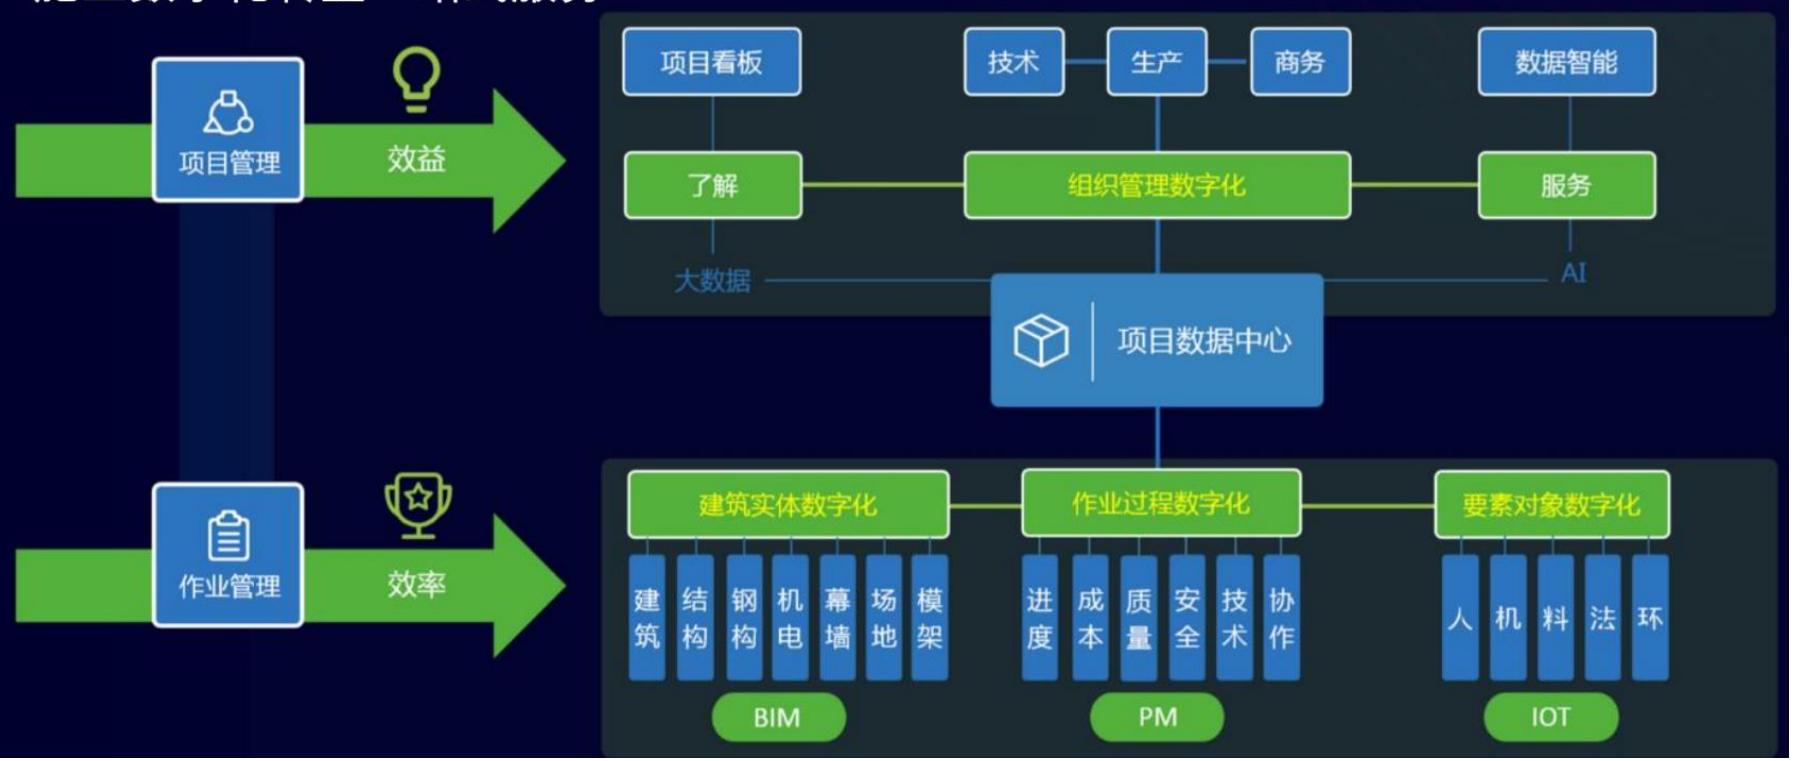 项目看板
技术
生产
商务
数据智能
项目管理
效益
了解
组织管理数字化
服务
大数据
AI
项目数据中心
作业管理
效率
建筑实体数字化
作业过程数字化
要素对象数字化
建筑
结构
钢构
机电
幕墙
场地
模架
进度
成本
质量
安全
技术
协作
人
机
料
法
环
BIM
PM
IOT